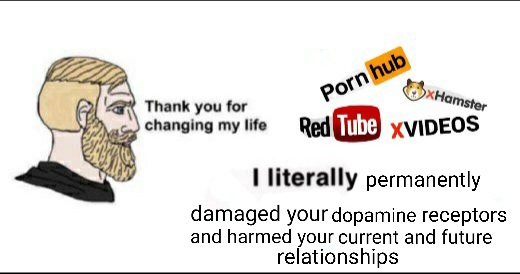 Porn hub
xHamster
Thank you for
changing my life
Red Tube
XVIDEOS
I literally permanently
damaged your dopamine receptors
and harmed your current and future
relationships